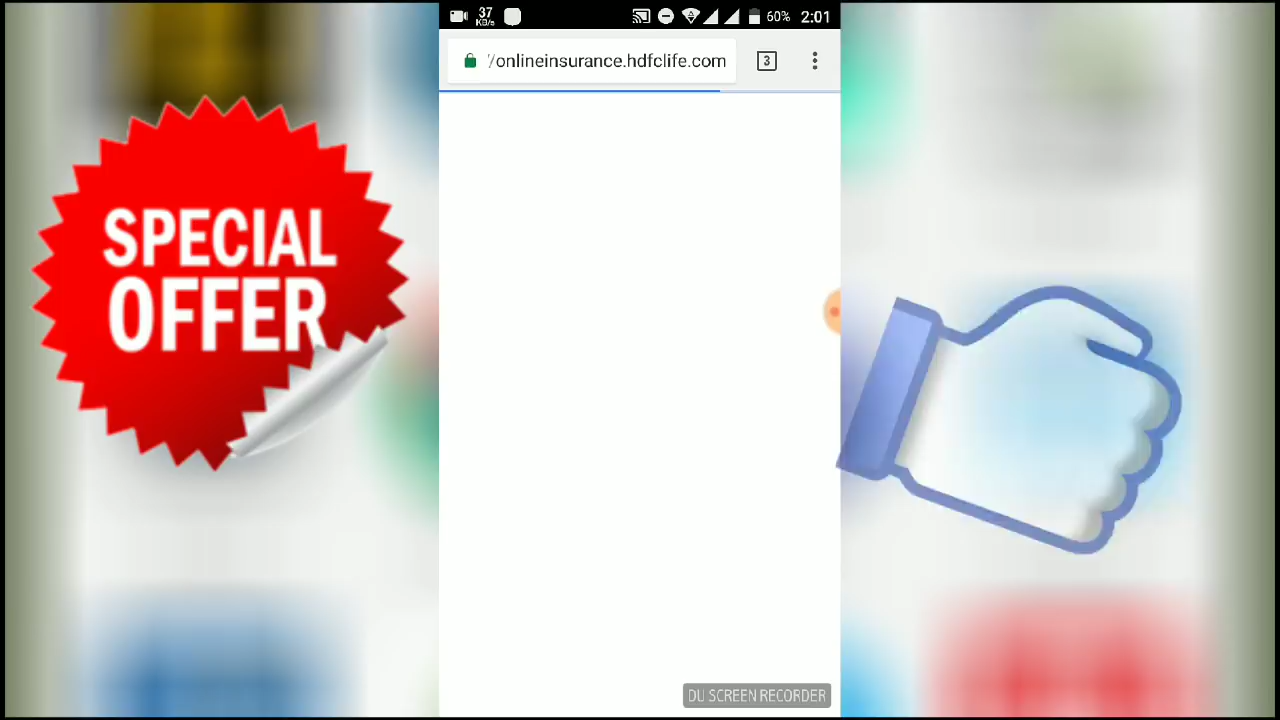 SPECIAL
OFFER
37
KB/s
60%
2:01
/onlineinsurance.hdfclife.com
3
DU SCREEN RECORDER